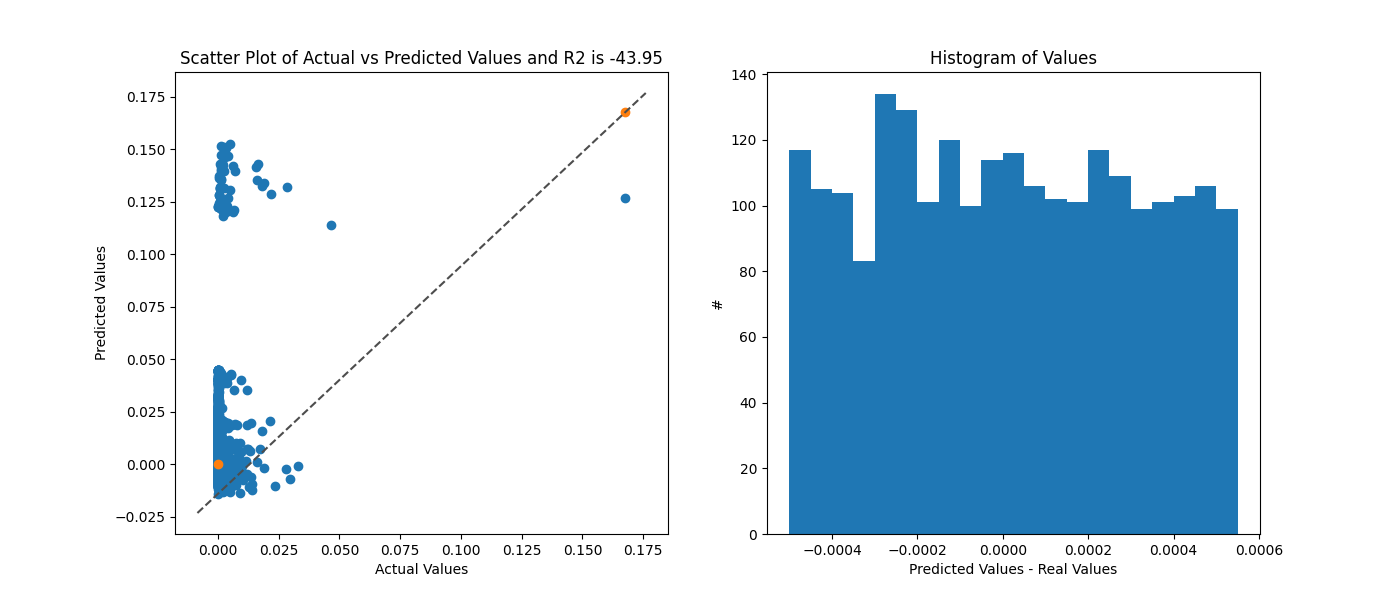 Scatter Plot of Actual vs Predicted Values and R2 is -43.95
Predicted Values
0.175
0.150
0.125
0.100
0.075
0.050
0.025
0.000
−0.025
0.000 0.025 0.050 0.075 0.100 0.125 0.150 0.175
Actual Values
Histogram of Values
#
140
120
100
80
60
40
20
0
−0.0004 −0.0002 0.0000 0.0002 0.0004 0.0006
Predicted Values - Real Values